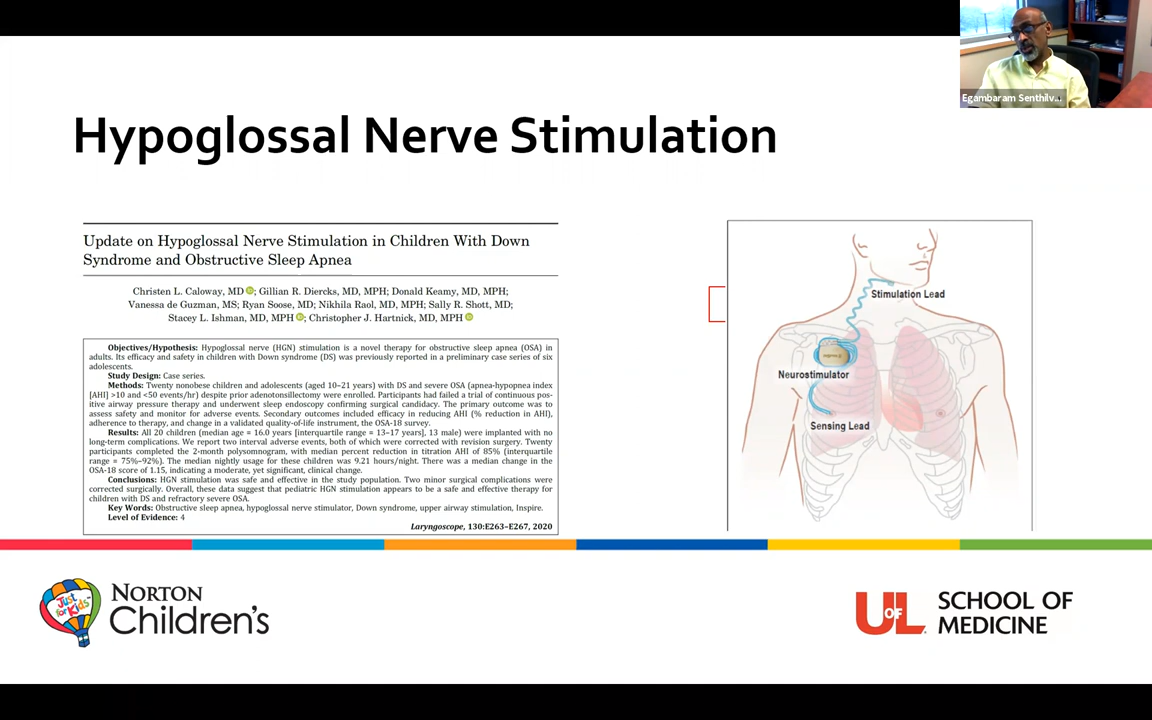 Egambaram Senthilv...
Hypoglossal Nerve Stimulation
Update on Hypoglossal Nerve Stimulation in Children With Down
Syndrome and Obstructive Sleep Apnea
Christen L. Caloway, MD; Gillian R. Diercks, MD, MPH; Donald Keamy, MD, MPH;
Vanessa de Guzman, MS; Ryan Soose, MD; Nikhila Raol, MD, MPH; Sally R. Shott, MD;
Stacey L. Ishman, MD, MPH; Christopher J. Hartnick, MD, MPH
Objectives/Hypothesis: Hypoglossal nerve (HGN) stimulation is a novel therapy for obstructive sleep apnea (OSA) in
adults. Its efficacy and safety in children with Down syndrome (DS) was previously reported in a preliminary case series of six
adolescents.
Study Design: Case series.
Methods: Twenty nonobese children and adolescents (aged 10–21 years) with DS and severe OSA (apnea-hypopnea index
[AHI] >10 and <50 events/hr) despite prior adenotonsillectomy were enrolled. Participants had failed a trial of continuous pos-
itive airway pressure therapy and underwent sleep endoscopy confirming surgical candidacy. The primary outcome was to
assess safety and monitor for adverse events. Secondary outcomes included efficacy in reducing AHI (% reduction in AHI),
adherence to therapy, and change in a validated quality-of-life instrument, the OSA-18 survey.
Results: All 20 children (median age = 16.0 years [interquartile range = 13–17 years], 13 male) were implanted with no
long-term complications. We report two interval adverse events, both of which were corrected with revision surgery. Twenty
participants completed the 2-month polysomnogram, with median percent reduction in titration AHI of 85% (interquartile
range = 75%–92%). The median nightly usage for these children was 9.21 hours/night. There was a median change in the
OSA-18 score of 1.15, indicating a moderate, yet significant, clinical change.
Conclusions: HGN stimulation was safe and effective in the study population. Two minor surgical complications were
corrected surgically. Overall, these data suggest that pediatric HGN stimulation appears to be a safe and effective therapy for
children with DS and refractory severe OSA.
Key Words: Obstructive sleep apnea, hypoglossal nerve stimulator, Down syndrome, upper airway stimulation, Inspire.
Level of Evidence: 4
Laryngoscope, 130:E263–E267, 2020
Stimulation Lead
Neurostimulator
Sensing Lead
Just
for Kids
NORTON
Children's
UofL
SCHOOL OF
MEDICINE